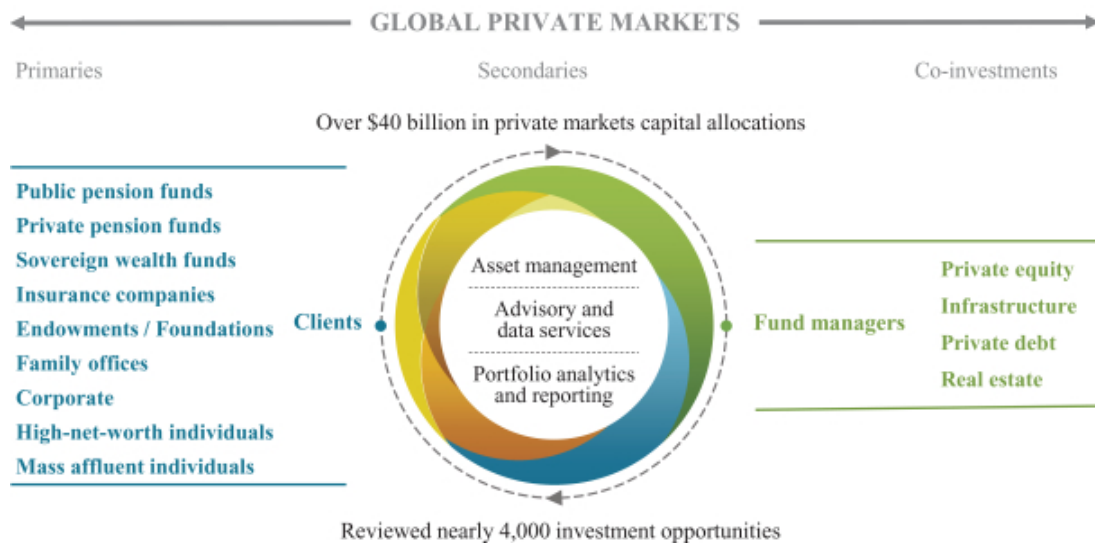 GLOBAL PRIVATE MARKETS
Primaries
Secondaries
Co-investments
Over $40 billion in private markets capital allocations
Public pension funds
Private pension funds
Sovereign wealth funds
Insurance companies
Endowments / Foundations
Family offices
Corporate
High-net-worth individuals
Mass affluent individuals
Clients
Asset management
Advisory and
data services
Portfolio analytics
and reporting
Fund managers
Private equity
Infrastructure
Private debt
Real estate
Reviewed nearly 4,000 investment opportunities